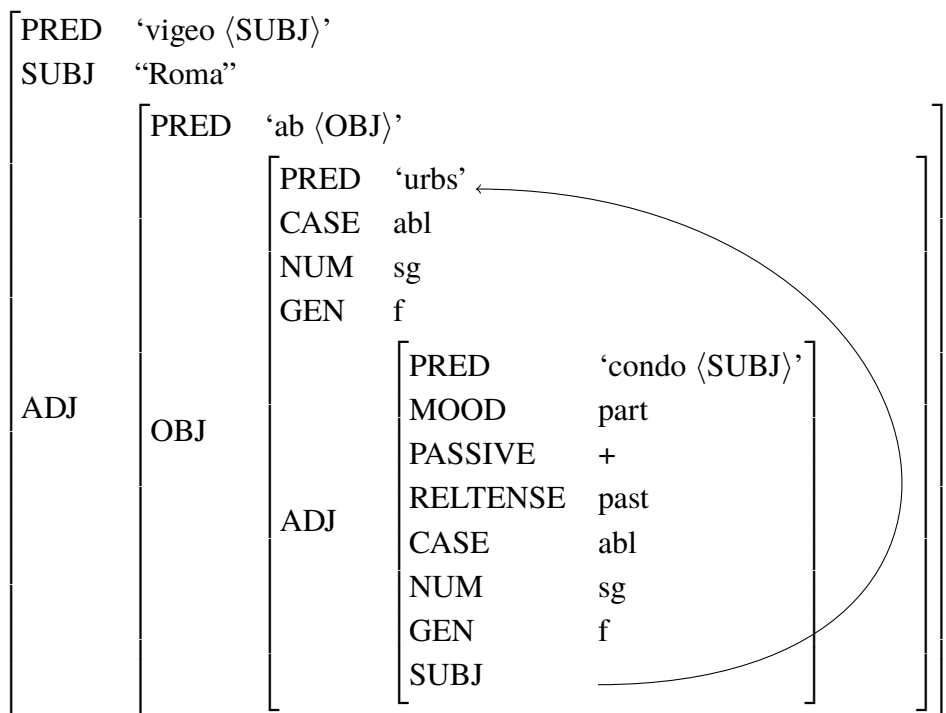 PRED ‘vigeo ⟨SUBJ⟩’
SUBJ “Roma”
PRED ‘ab ⟨OBJ⟩’
PRED ‘urbs’
CASE abl
NUM sg
GEN f
PRED ‘condo ⟨SUBJ⟩’
ADJ
MOOD part
OBJ
PASSIVE +
RELTENSE past
ADJ
CASE abl
NUM sg
GEN f
SUBJ